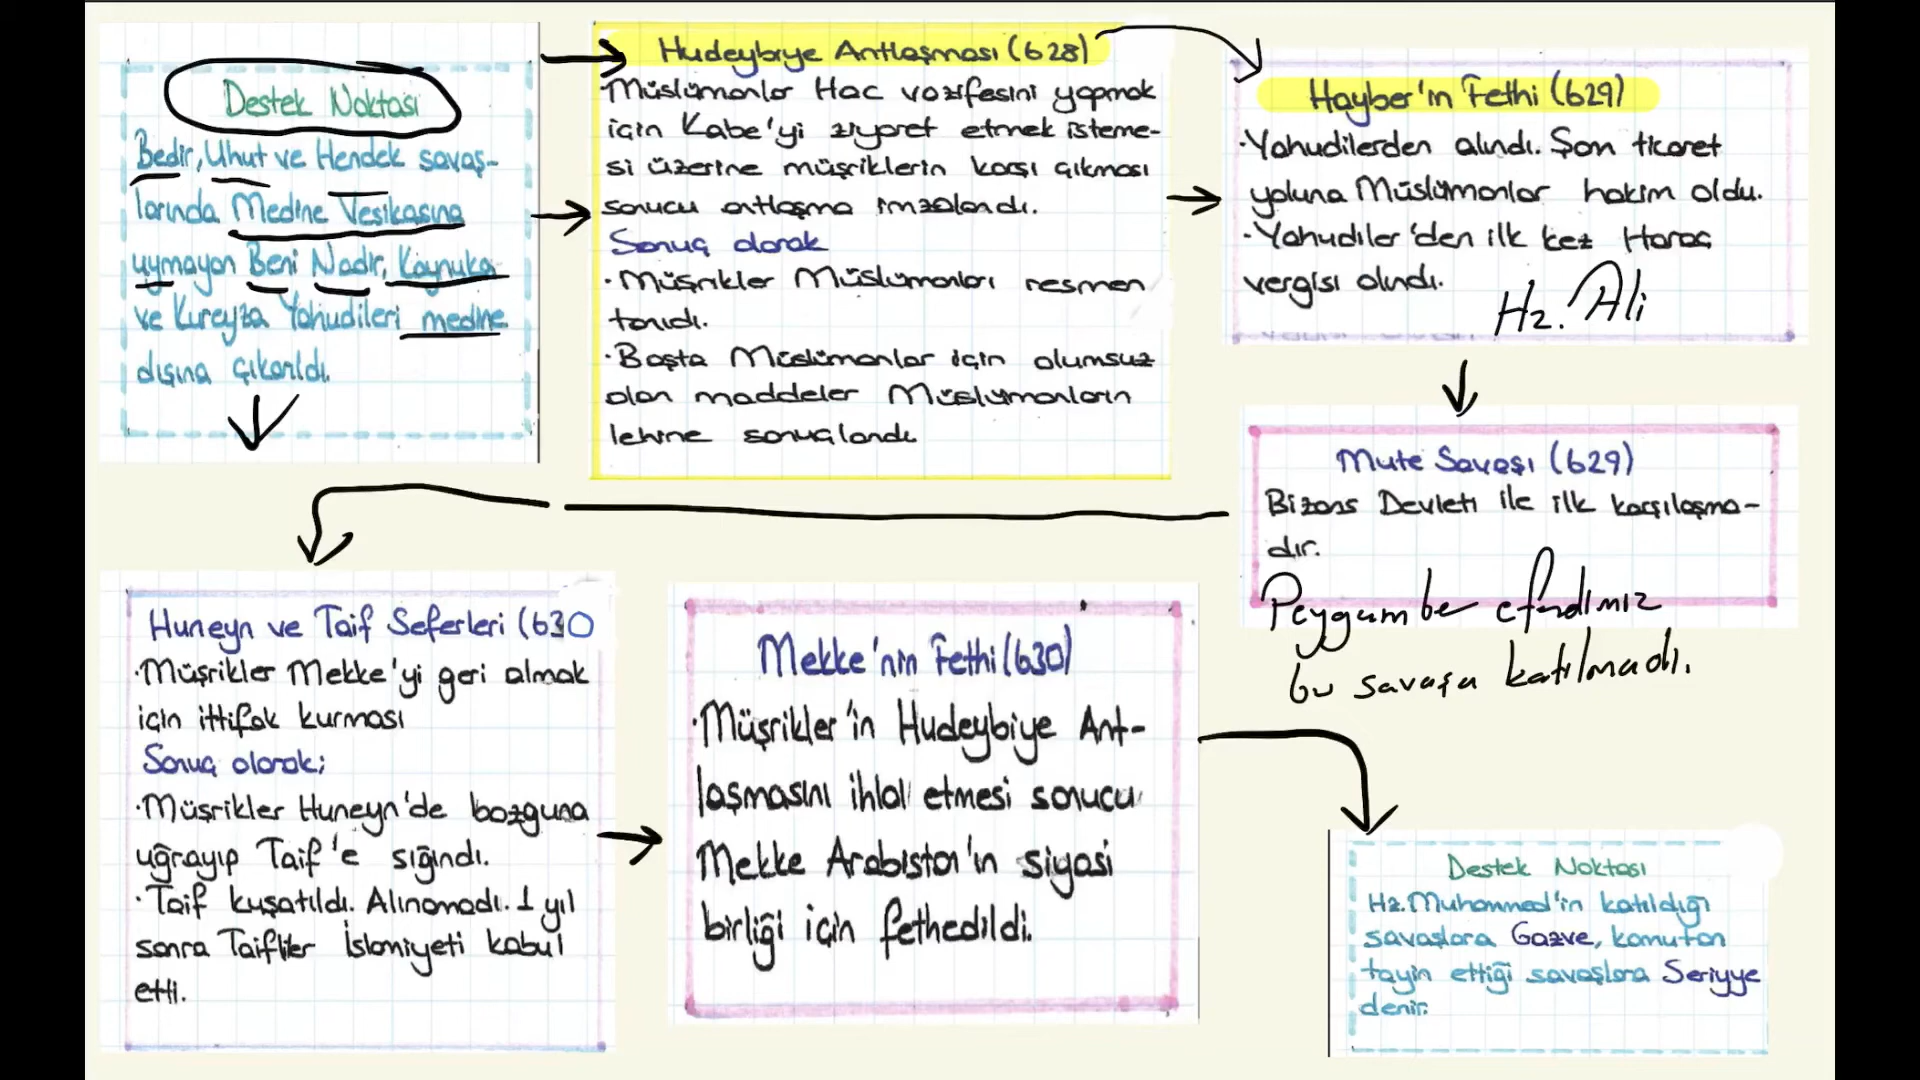 Destek Noktası
Bedir, Uhut ve Hendek savaş-
larında Medine Vesikasına
uymayan Beni Nadir, Kaynuka
ve Kureyza Yahudileri medine
dışına çıkarıldı.
Hudeybiye Antlaşması (628)
Müslümanlar Hac vazifesini yapmak
için Kabe'yi ziyaret etmek isteme-
si üzerine müşriklerin karşı çıkması
sonucu antlaşma imzalandı.
Sonuç olarak
·Müşrikler Müslümanları resmen
tanıdı.
·Başta Müslümanlar için olumsuz
olan maddeler Müslümanların
lehine sonuçlandı
Hayber'in Fethi (629)
·Yahudilerden alındı. Şam ticaret
yoluna Müslümanlar hakim oldu.
·Yahudiler'den ilk kez Haraç
vergisi alındı.
Hz. Ali
Mute Savaşı (629)
Bizans Devleti ile ilk karşılaşma-
dır.
Peygamber efendimiz
bu savaşa katılmadı.
Huneyn ve Taif Seferleri (630
·Müşrikler Mekke'yi geri almak
için ittifak kurması
Sonuç olarak;
·Müşrikler Huneyn'de bozguna
uğrayıp Taif'e sığındı.
·Taif kuşatıldı. Alınamadı. 1 yıl
sonra Taifliler İslamiyeti kabul
etti.
Mekke'nin Fethi (630)
·Müşrikler'in Hudeybiye Ant-
laşmasını ihlal etmesi sonucu
Mekke Arabistan'ın siyasi
birliği için fethedildi.
Destek Noktası
Hz. Muhammed'in katıldığı
savaşlara Gazve, komutan
tayin ettiği savaşlara Seriyye
denir.